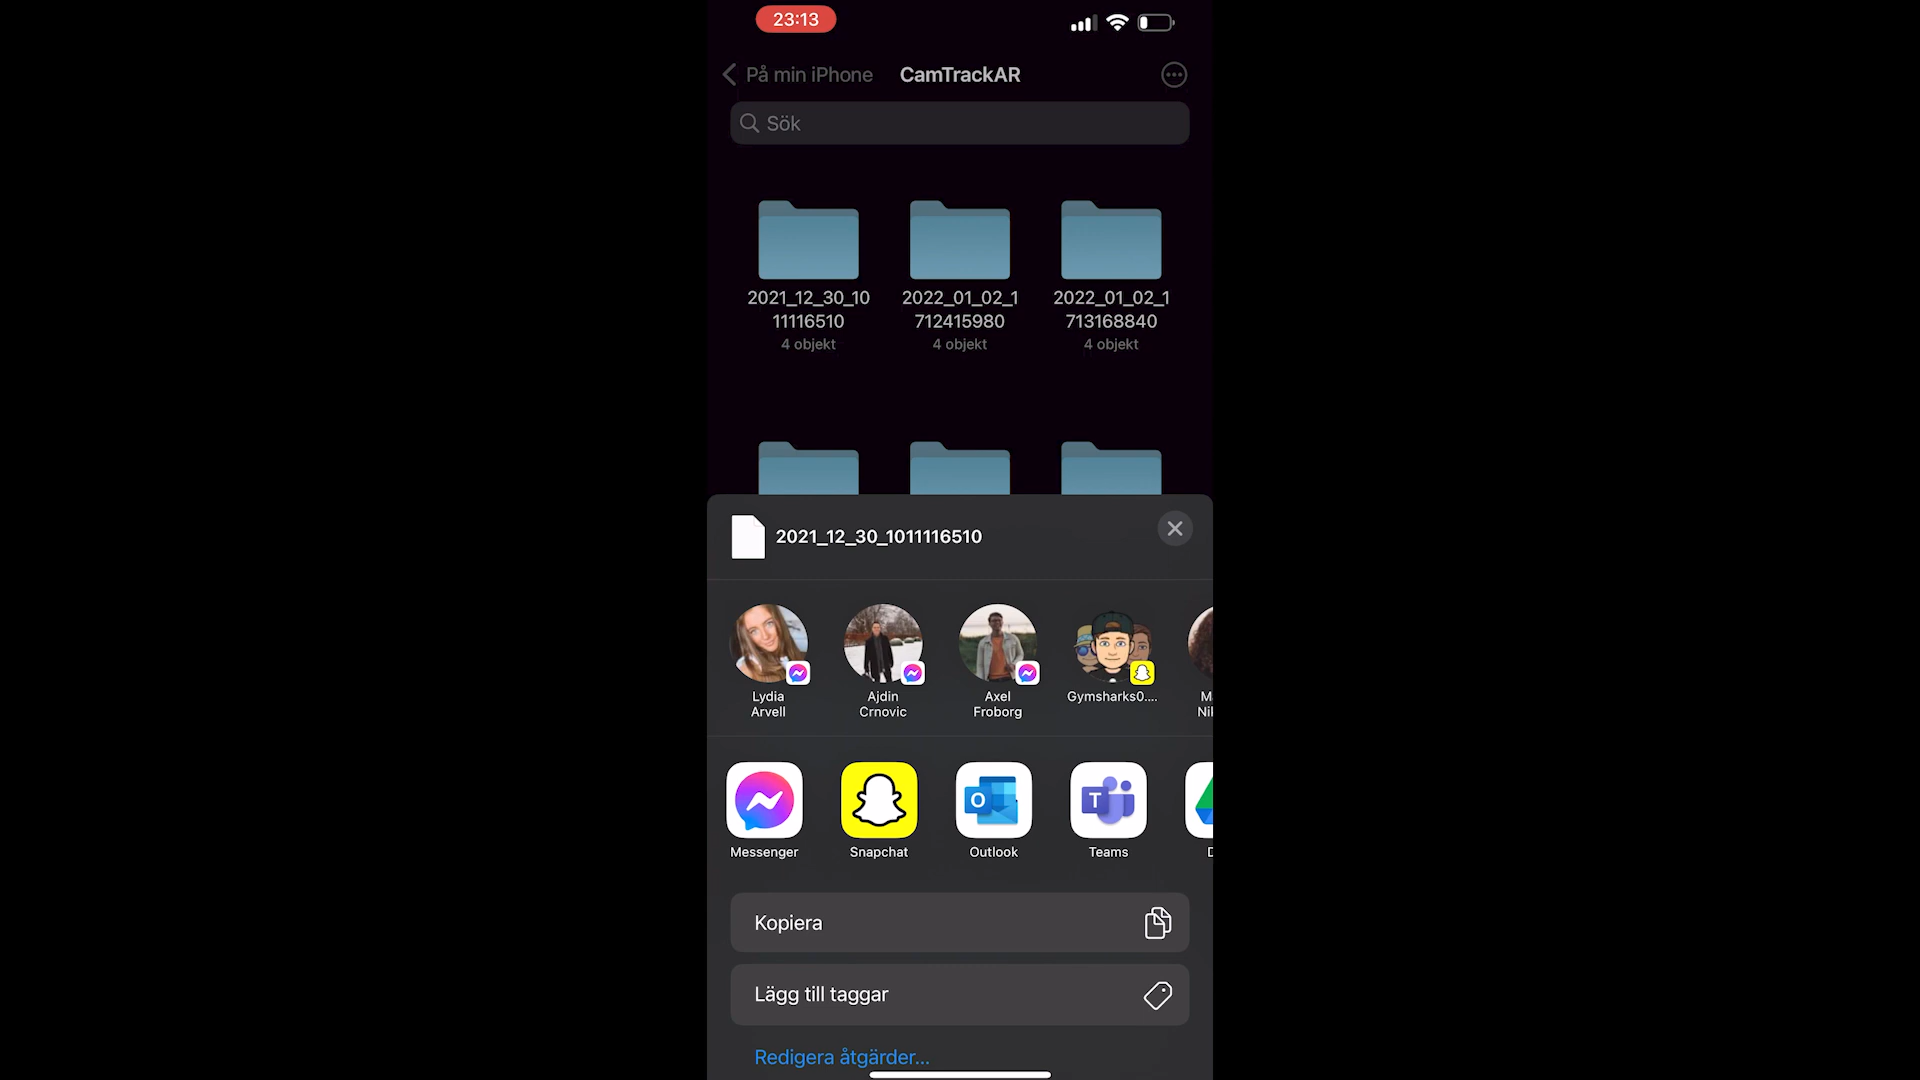 23:13
På min iPhone
CamTrackAR
Sök
2021_12_30_10
11116510
4 objekt
2022_01_02_1
712415980
4 objekt
2022_01_02_1
713168840
4 objekt
2021_12_30_1011116510
Lydia
Arvell
Ajdin
Crnovic
Axel
Froborg
Gymsharks0....
Messenger
Snapchat
Outlook
Teams
Kopiera
Lägg till taggar
Redigera åtgärder...